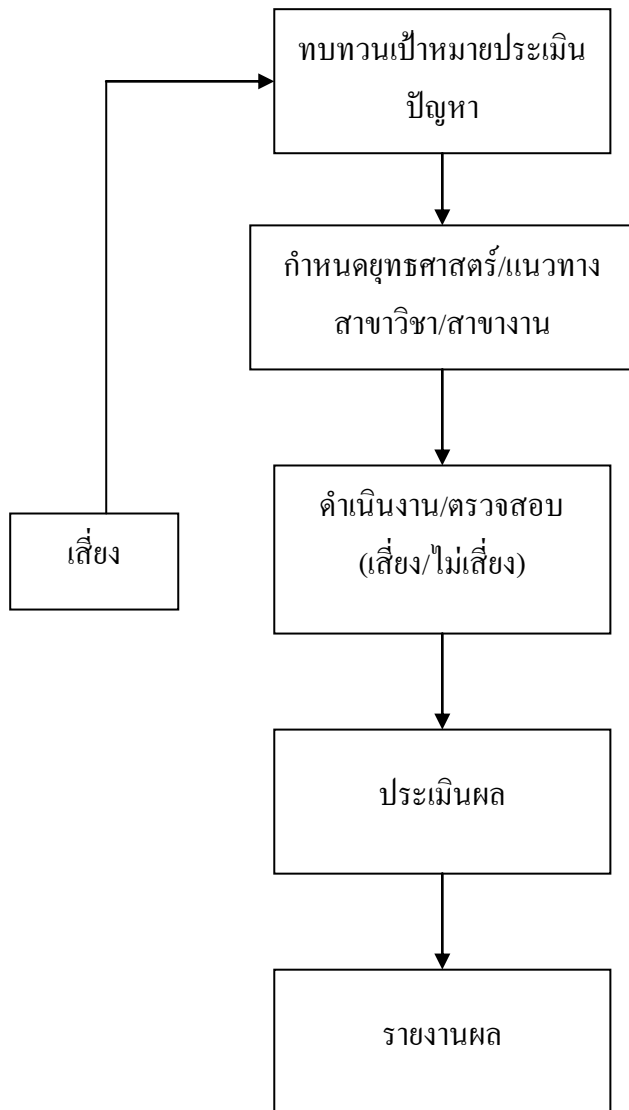 ทบทวนเป้าหมายประเมิน
ปัญหา
กำหนดยุทธศาสตร์/แนวทาง
สาขาวิชา/สาขางาน
เสี่ยง
ดำเนินงาน/ตรวจสอบ
(เสี่ยง/ไม่เสี่ยง)
ประเมินผล
รายงานผล